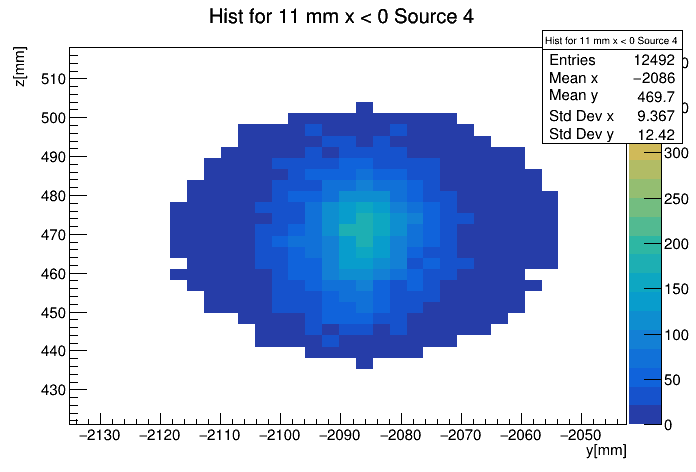 Hist for 11 mm x < 0 Source 4
z[mm]
Hist for 11 mm x < 0 Source 4
Entries 12492
Mean x −2086
Mean y 469.7
Std Dev x 9.367
Std Dev y 12.42
510
500
490
480
470
460
450
440
430
300
250
200
150
100
50
0
−2130 −2120 −2110 −2100 −2090 −2080 −2070 −2060 −2050
y[mm]